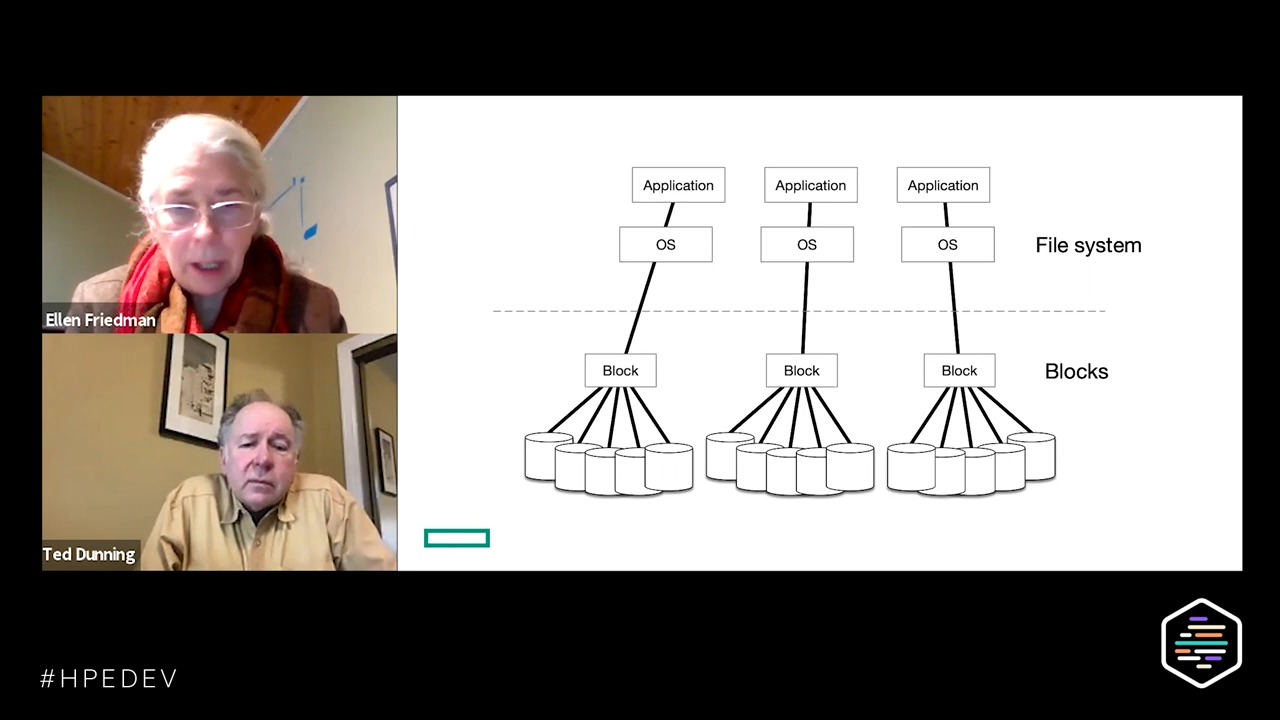 Ellen Friedman
Ted Dunning
Application Application Application
OS OS OS File system
Block Block Block Blocks
#HPEDEV